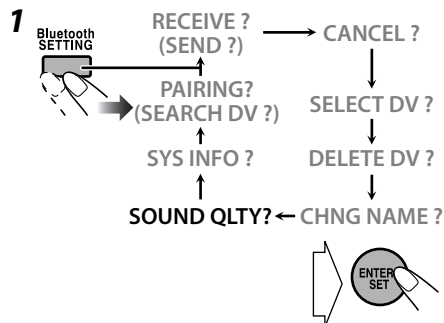 1
Bluetooth
SETTING
RECEIVE ?
(SEND ?)
CANCEL ?
PAIRING?
(SEARCH DV ?)
SELECT DV ?
SYS INFO ?
DELETE DV ?
SOUND QLTY?
CHNG NAME ?
ENTER
SET